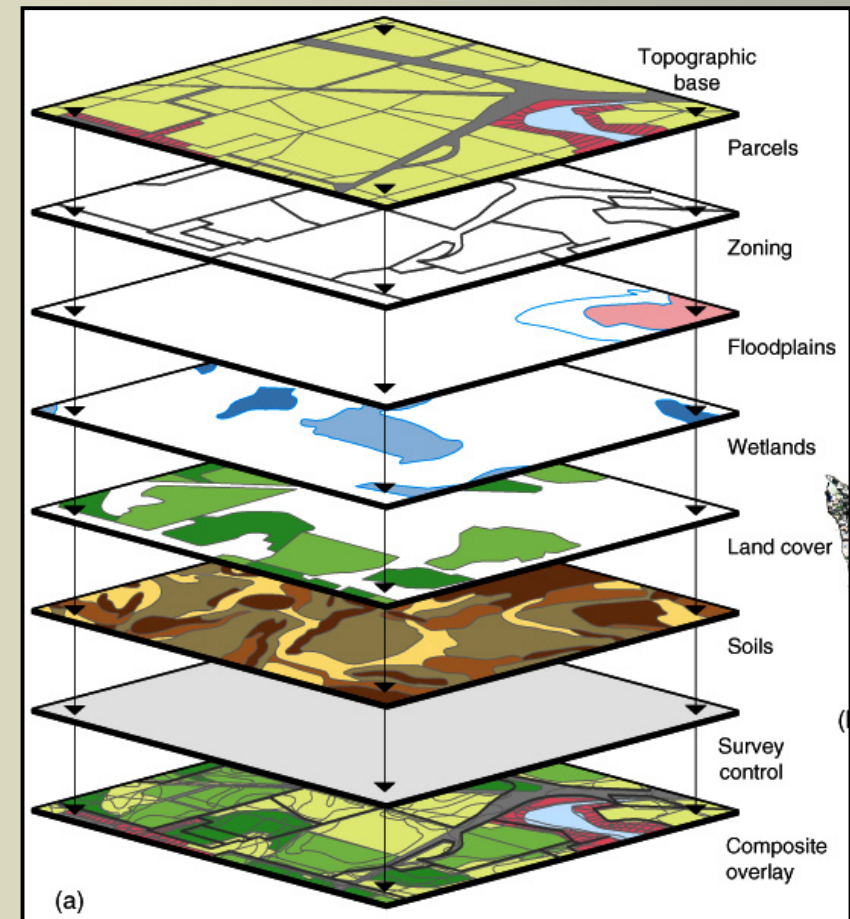 Topographic
base
Parcels
Zoning
Floodplains
Wetlands
Land cover
Soils
Survey
control
Composite
overlay
(a)